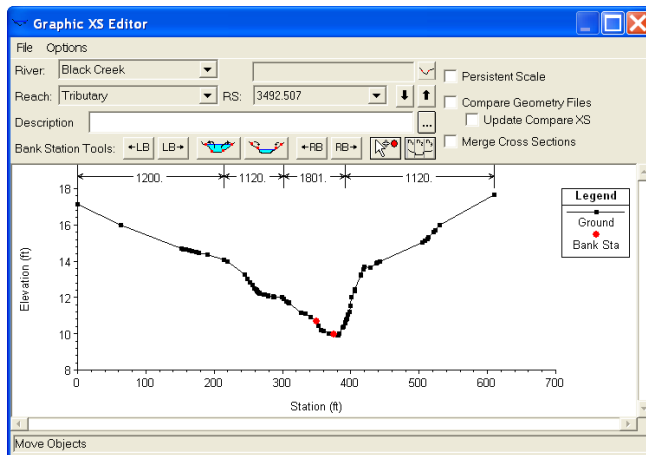 Graphic XS Editor
File Options
River: Black Creek
Persistent Scale
Reach: Tributary RS: 3492.507
Compare Geometry Files
Update Compare XS
Description ...
Merge Cross Sections
Bank Station Tools: LB LB RB RB
1200. 1120. 1801. 1120.
18
16
14
12
10
8
Elevation (ft)
0 100 200 300 400 500 600 700
Station (ft)
Legend
Ground
Bank Sta
Move Objects